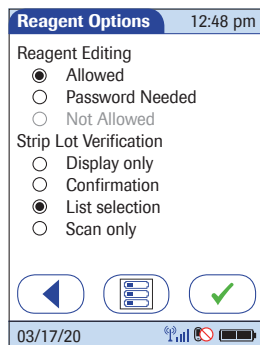 Reagent Options 12:48 pm
Reagent Editing
Allowed
Password Needed
Not Allowed
Strip Lot Verification
Display only
Confirmation
List selection
Scan only
03/17/20